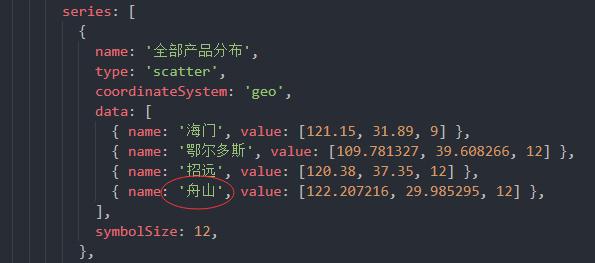 series: [
{
name: '全部产品分布',
type: 'scatter',
coordinateSystem: 'geo',
data: [
{ name: '海门', value: [121.15, 31.89, 9] },
{ name: '鄂尔多斯', value: [109.781327, 39.608266, 12] },
{ name: '招远', value: [120.38, 37.35, 12] },
{ name: '舟山', value: [122.207216, 29.985295, 12] },
],
symbolSize: 12,
},